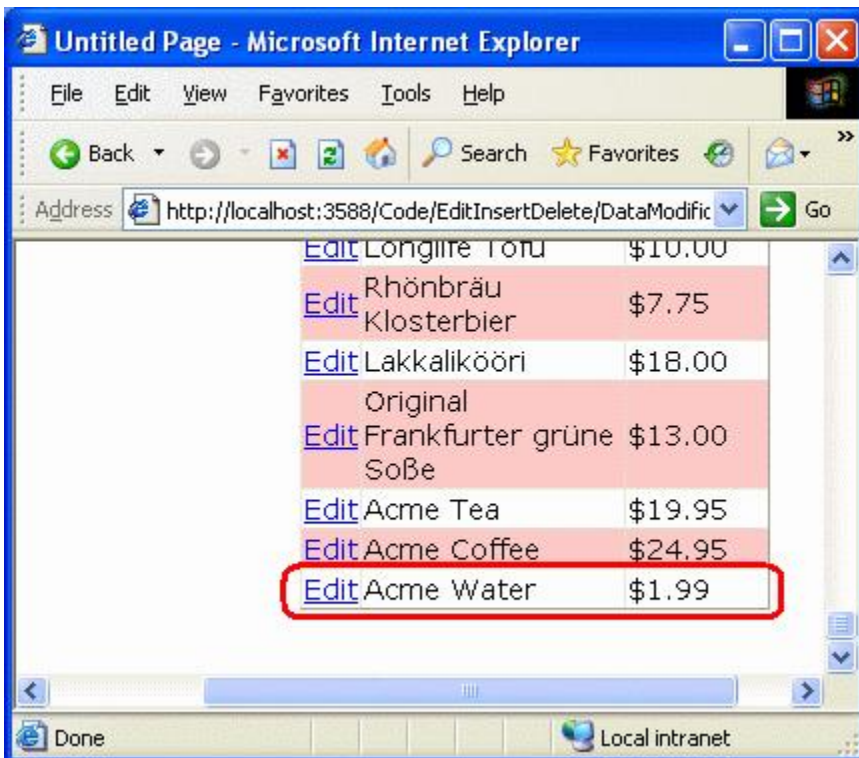 Untitled Page - Microsoft Internet Explorer
File Edit View Favorites Tools Help
Back Search Favorites »
Address http://localhost:3588/Code/EditInsertDelete/DataModific Go
Edit Longlife Tofu $10.00
Edit Rhönbräu
Klosterbier $7.75
Edit Lakkalikööri $18.00
Original
Edit Frankfurter grüne $13.00
Soße
Edit Acme Tea $19.95
Edit Acme Coffee $24.95
Edit Acme Water $1.99
Done Local intranet